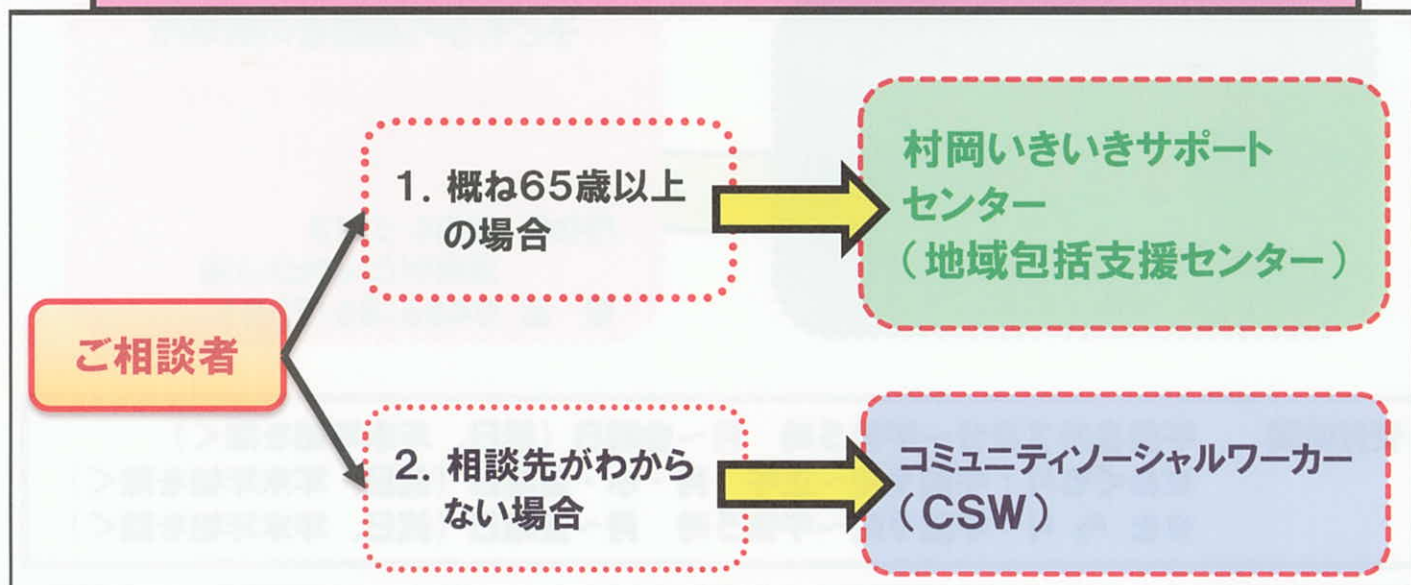 ご相談者
1. 概ね65歳以上
の場合
村岡いきいきサポート
センター
（地域包括支援センター）
2. 相談先がわから
ない場合
コミュニティソーシャルワーカー
（CSW）